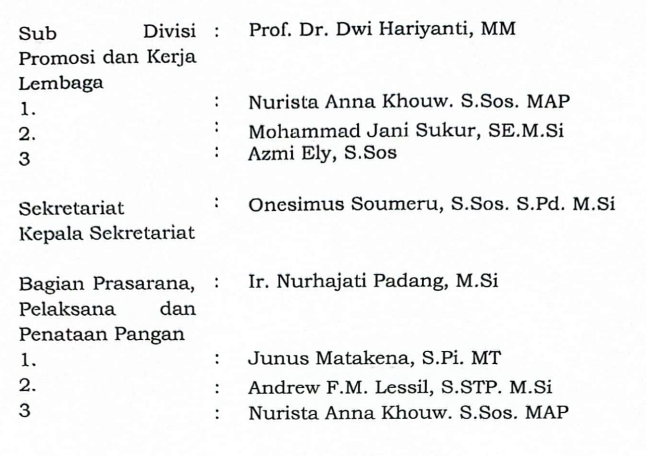 Sub Divisi : Prof. Dr. Dwi Hariyanti, MM
Promosi dan Kerja
Lembaga
1. : Nurista Anna Khouw. S.Sos. MAP
2. : Mohammad Jani Sukur, SE.M.Si
3 : Azmi Ely, S.Sos
Sekretariat : Onesimus Soumeru, S.Sos. S.Pd. M.Si
Kepala Sekretariat
Bagian Prasarana, : Ir. Nurhajati Padang, M.Si
Pelaksana dan
Penataan Pangan
1. : Junus Matakena, S.Pi. MT
2. : Andrew F.M. Lessil, S.STP. M.Si
3 : Nurista Anna Khouw. S.Sos. MAP